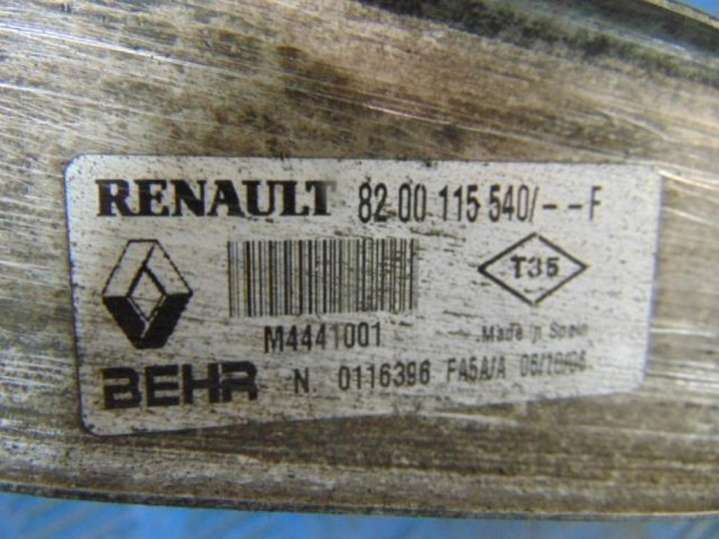 RENAULT 82 00 115 540/--F
T35
M4441001
Made in Spain
BEHR N 0116396 FA5A/A